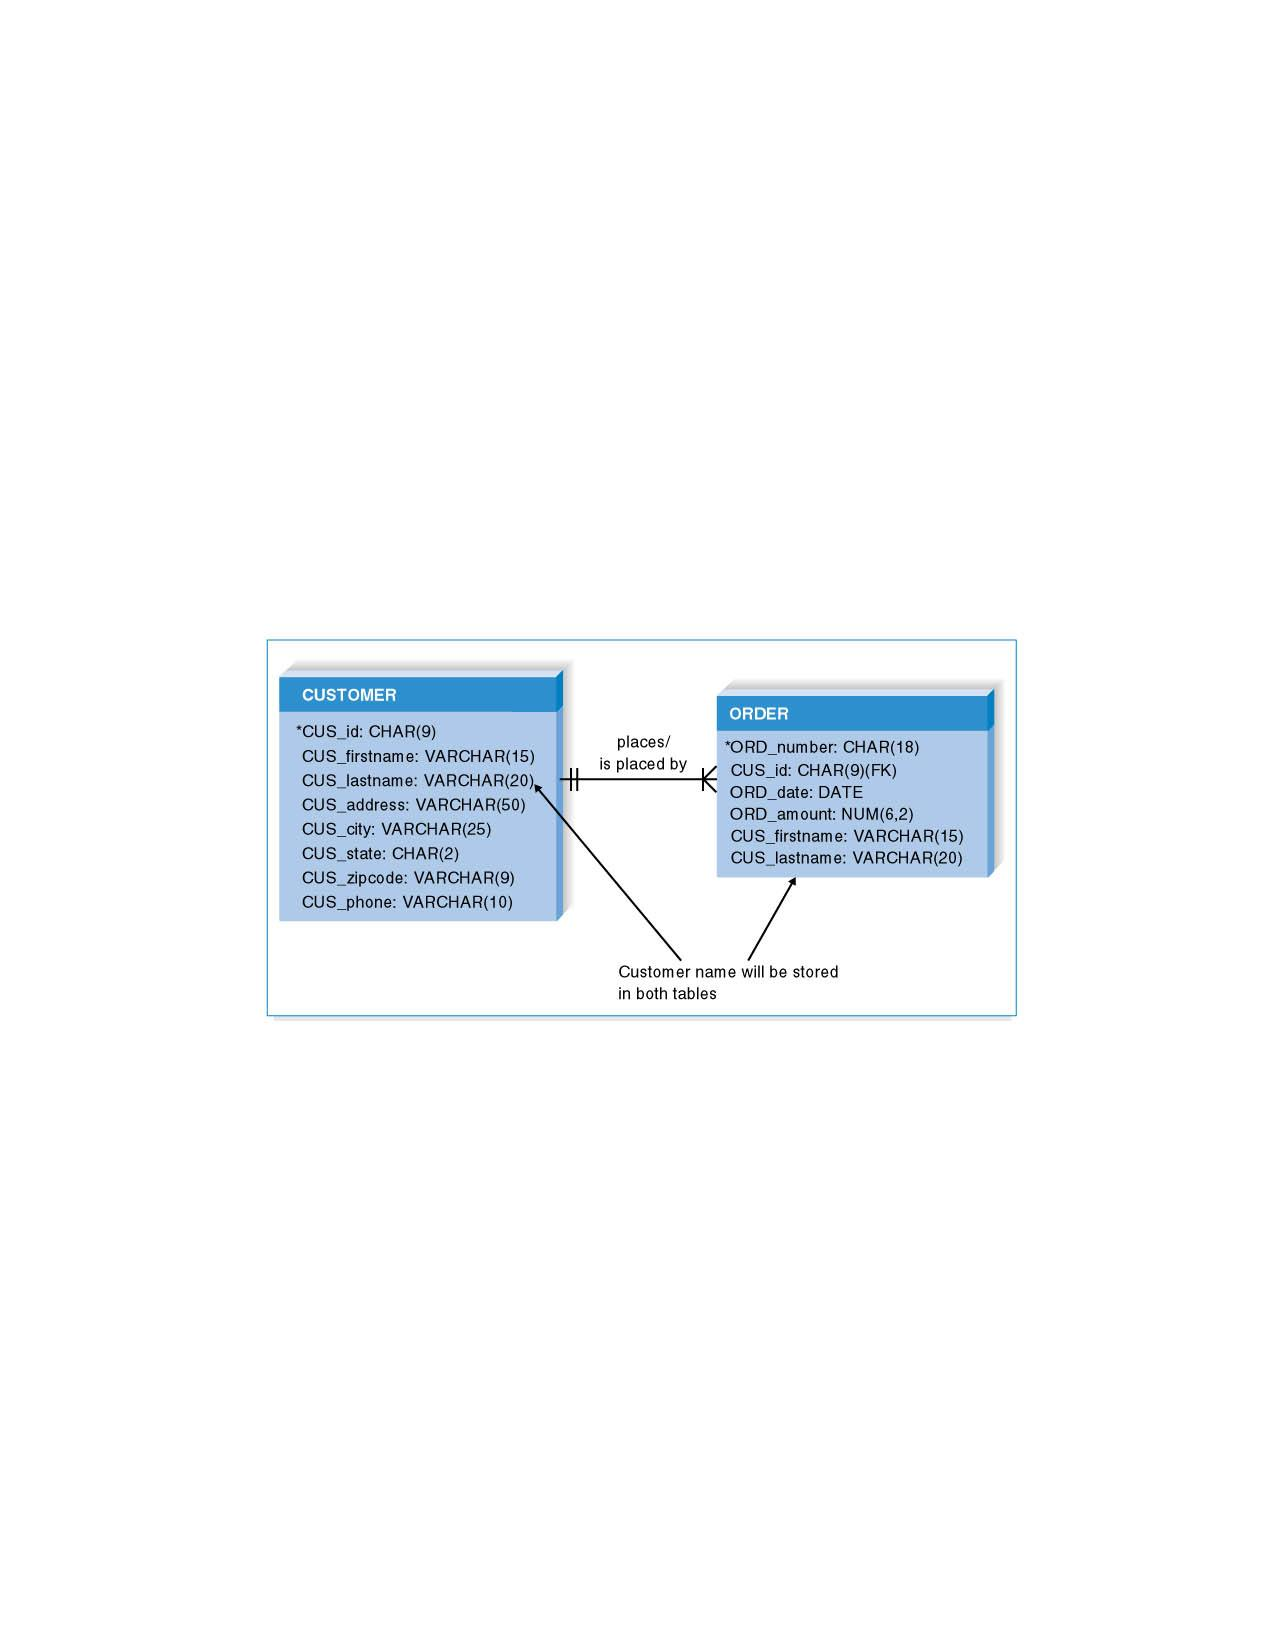 CUSTOMER
*CUS_id: CHAR(9)
CUS_firstname: VARCHAR(15)
CUS_lastname: VARCHAR(20)
CUS_address: VARCHAR(50)
CUS_city: VARCHAR(25)
CUS_state: CHAR(2)
CUS_zipcode: VARCHAR(9)
CUS_phone: VARCHAR(10)
places/
is placed by
ORDER
*ORD_number: CHAR(18)
CUS_id: CHAR(9)(FK)
ORD_date: DATE
ORD_amount: NUM(6,2)
CUS_firstname: VARCHAR(15)
CUS_lastname: VARCHAR(20)
Customer name will be stored
in both tables